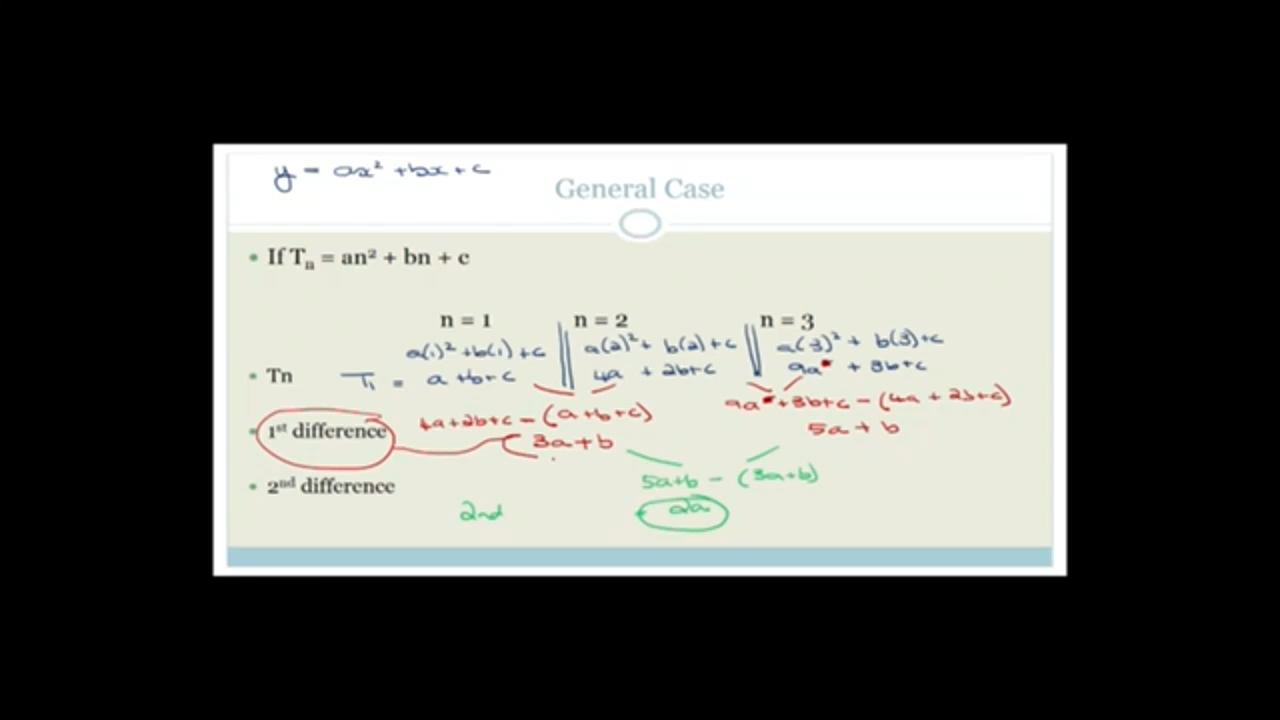 y = ax² + bx + c
General Case
• If Tₙ = an² + bn + c
n = 1 n = 2 n = 3
a(1)² + b(1) + c a(2)² + b(2) + c a(3)² + b(3) + c
• Tn T₁ = a + b + c 4a + 2b + c 9a + 3b + c
4a + 2b + c - (a + b + c) 9a + 3b + c - (4a + 2b + c)
• 1st difference 3a + b 5a + b
5a + b - (3a + b)
• 2nd difference
2nd 2a